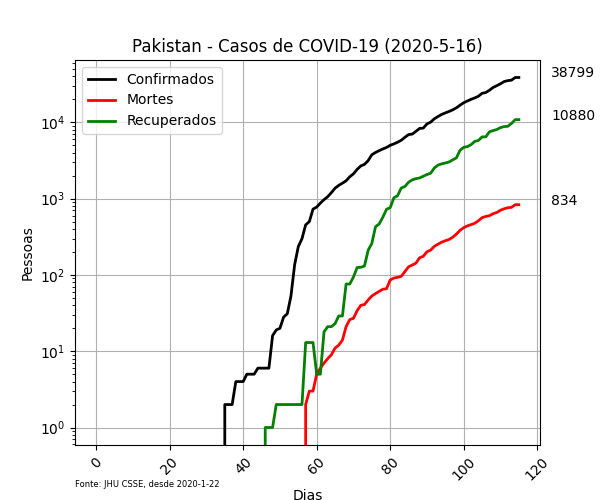 Pakistan - Casos de COVID-19 (2020-5-16)
Confirmados
Mortes
Recuperados
38799
10880
834
10⁴
10³
10²
10¹
10⁰
Pessoas
0 20 40 60 80 100 120
Fonte: JHU CSSE, desde 2020-1-22
Dias